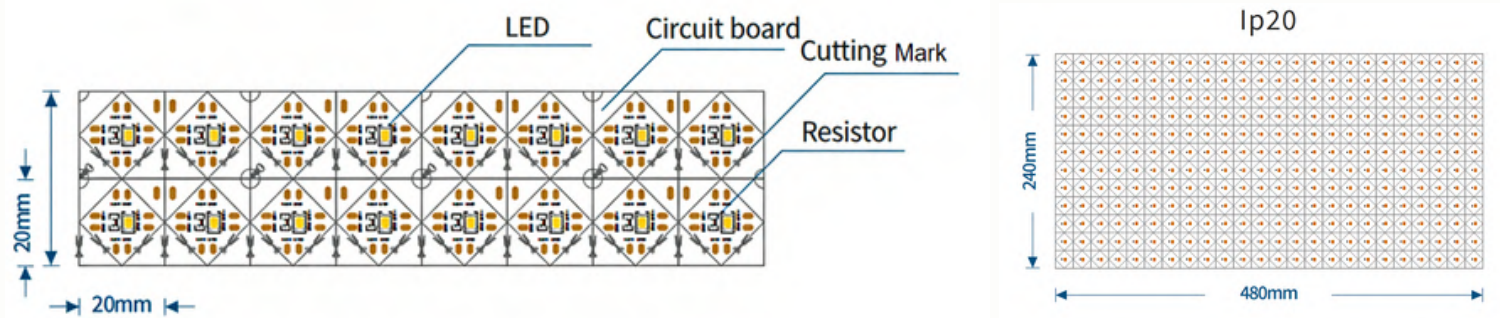 LED
Circuit board
Cutting Mark
Resistor
20mm
20mm
Ip20
240mm
480mm